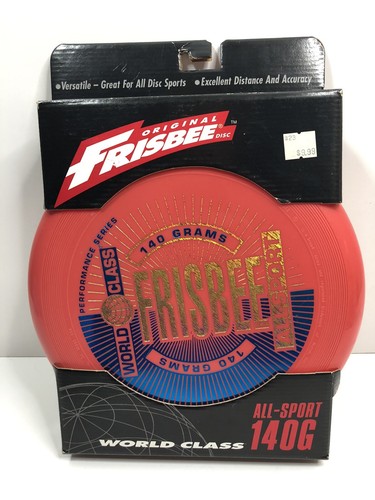 •Versatile – Great For All Disc Sports •Excellent Distance And Accuracy
ORIGINAL
FRISBEE® DISC ™
$9.99
PERFORMANCE SERIES
WORLD CLASS
140 GRAMS
FRISBEE
ALL-SPORT
140 GRAMS
ALL-SPORT
140G
WORLD CLASS